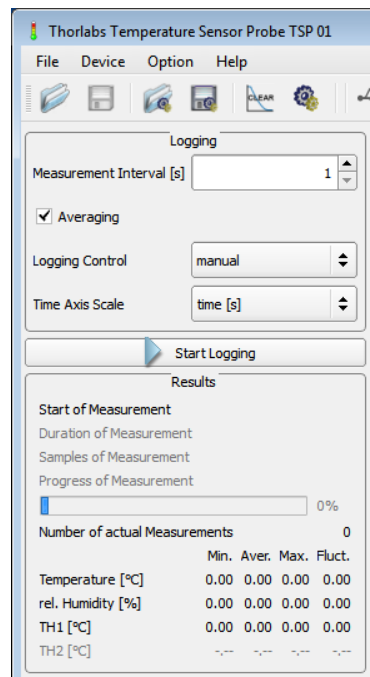 Thorlabs Temperature Sensor Probe TSP 01
File Device Option Help
CLEAR
Logging
Measurement Interval [s] 1
Averaging
Logging Control manual
Time Axis Scale time [s]
Start Logging
Results
Start of Measurement
Duration of Measurement
Samples of Measurement
Progress of Measurement
0%
Number of actual Measurements 0
Min. Aver. Max. Fluct.
Temperature [°C] 0.00 0.00 0.00 0.00
rel. Humidity [%] 0.00 0.00 0.00 0.00
TH1 [°C] 0.00 0.00 0.00 0.00
TH2 [°C] -,-- -,-- -,-- -,--